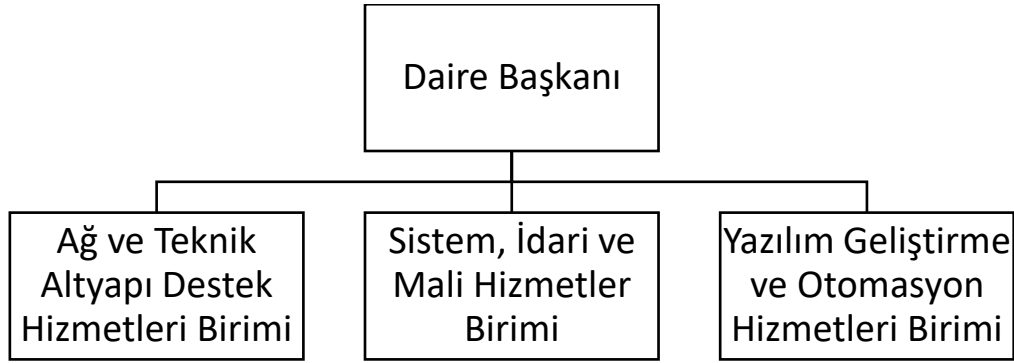 Daire Başkanı
Ağ ve Teknik
Altyapı Destek
Hizmetleri Birimi
Sistem, İdari ve
Mali Hizmetler
Birimi
Yazılım Geliştirme
ve Otomasyon
Hizmetleri Birimi